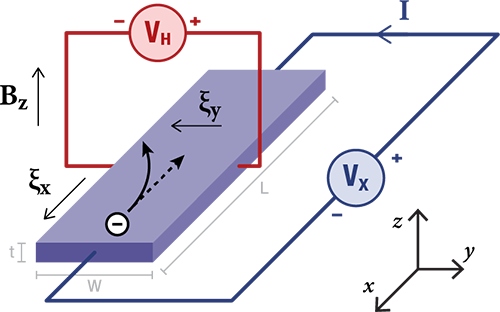 − V_H +
I
B_z
ξ_y
ξ_x
L
V_X
+
−
−
t
W
z
y
x